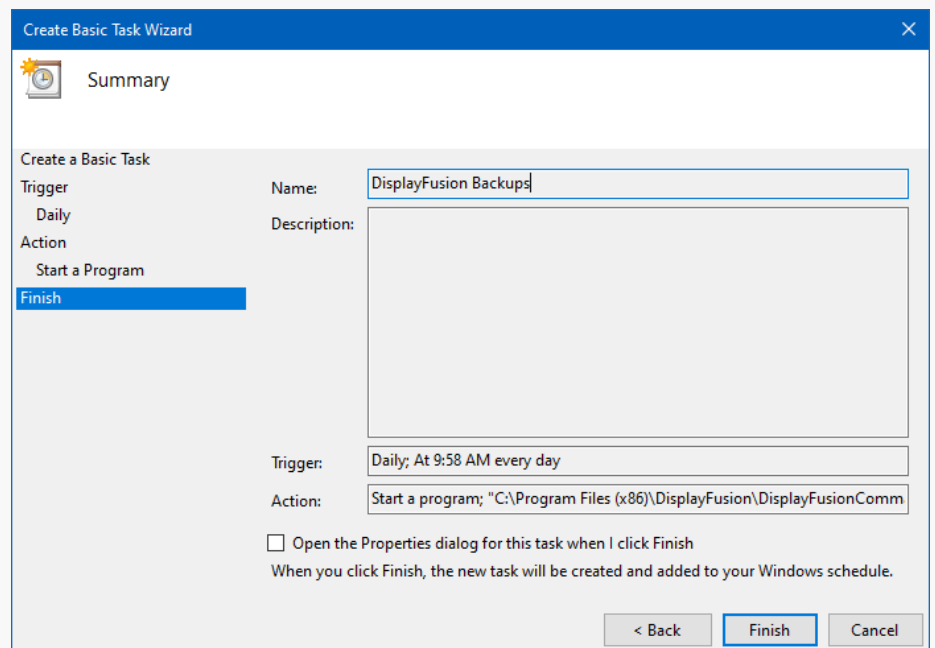 Create Basic Task Wizard
Summary
Create a Basic Task
Trigger
Daily
Action
Start a Program
Finish
Name: DisplayFusion Backups
Description:
Trigger: Daily; At 9:58 AM every day
Action: Start a program; "C:\Program Files (x86)\DisplayFusion\DisplayFusionComm
Open the Properties dialog for this task when I click Finish
When you click Finish, the new task will be created and added to your Windows schedule.
< Back Finish Cancel